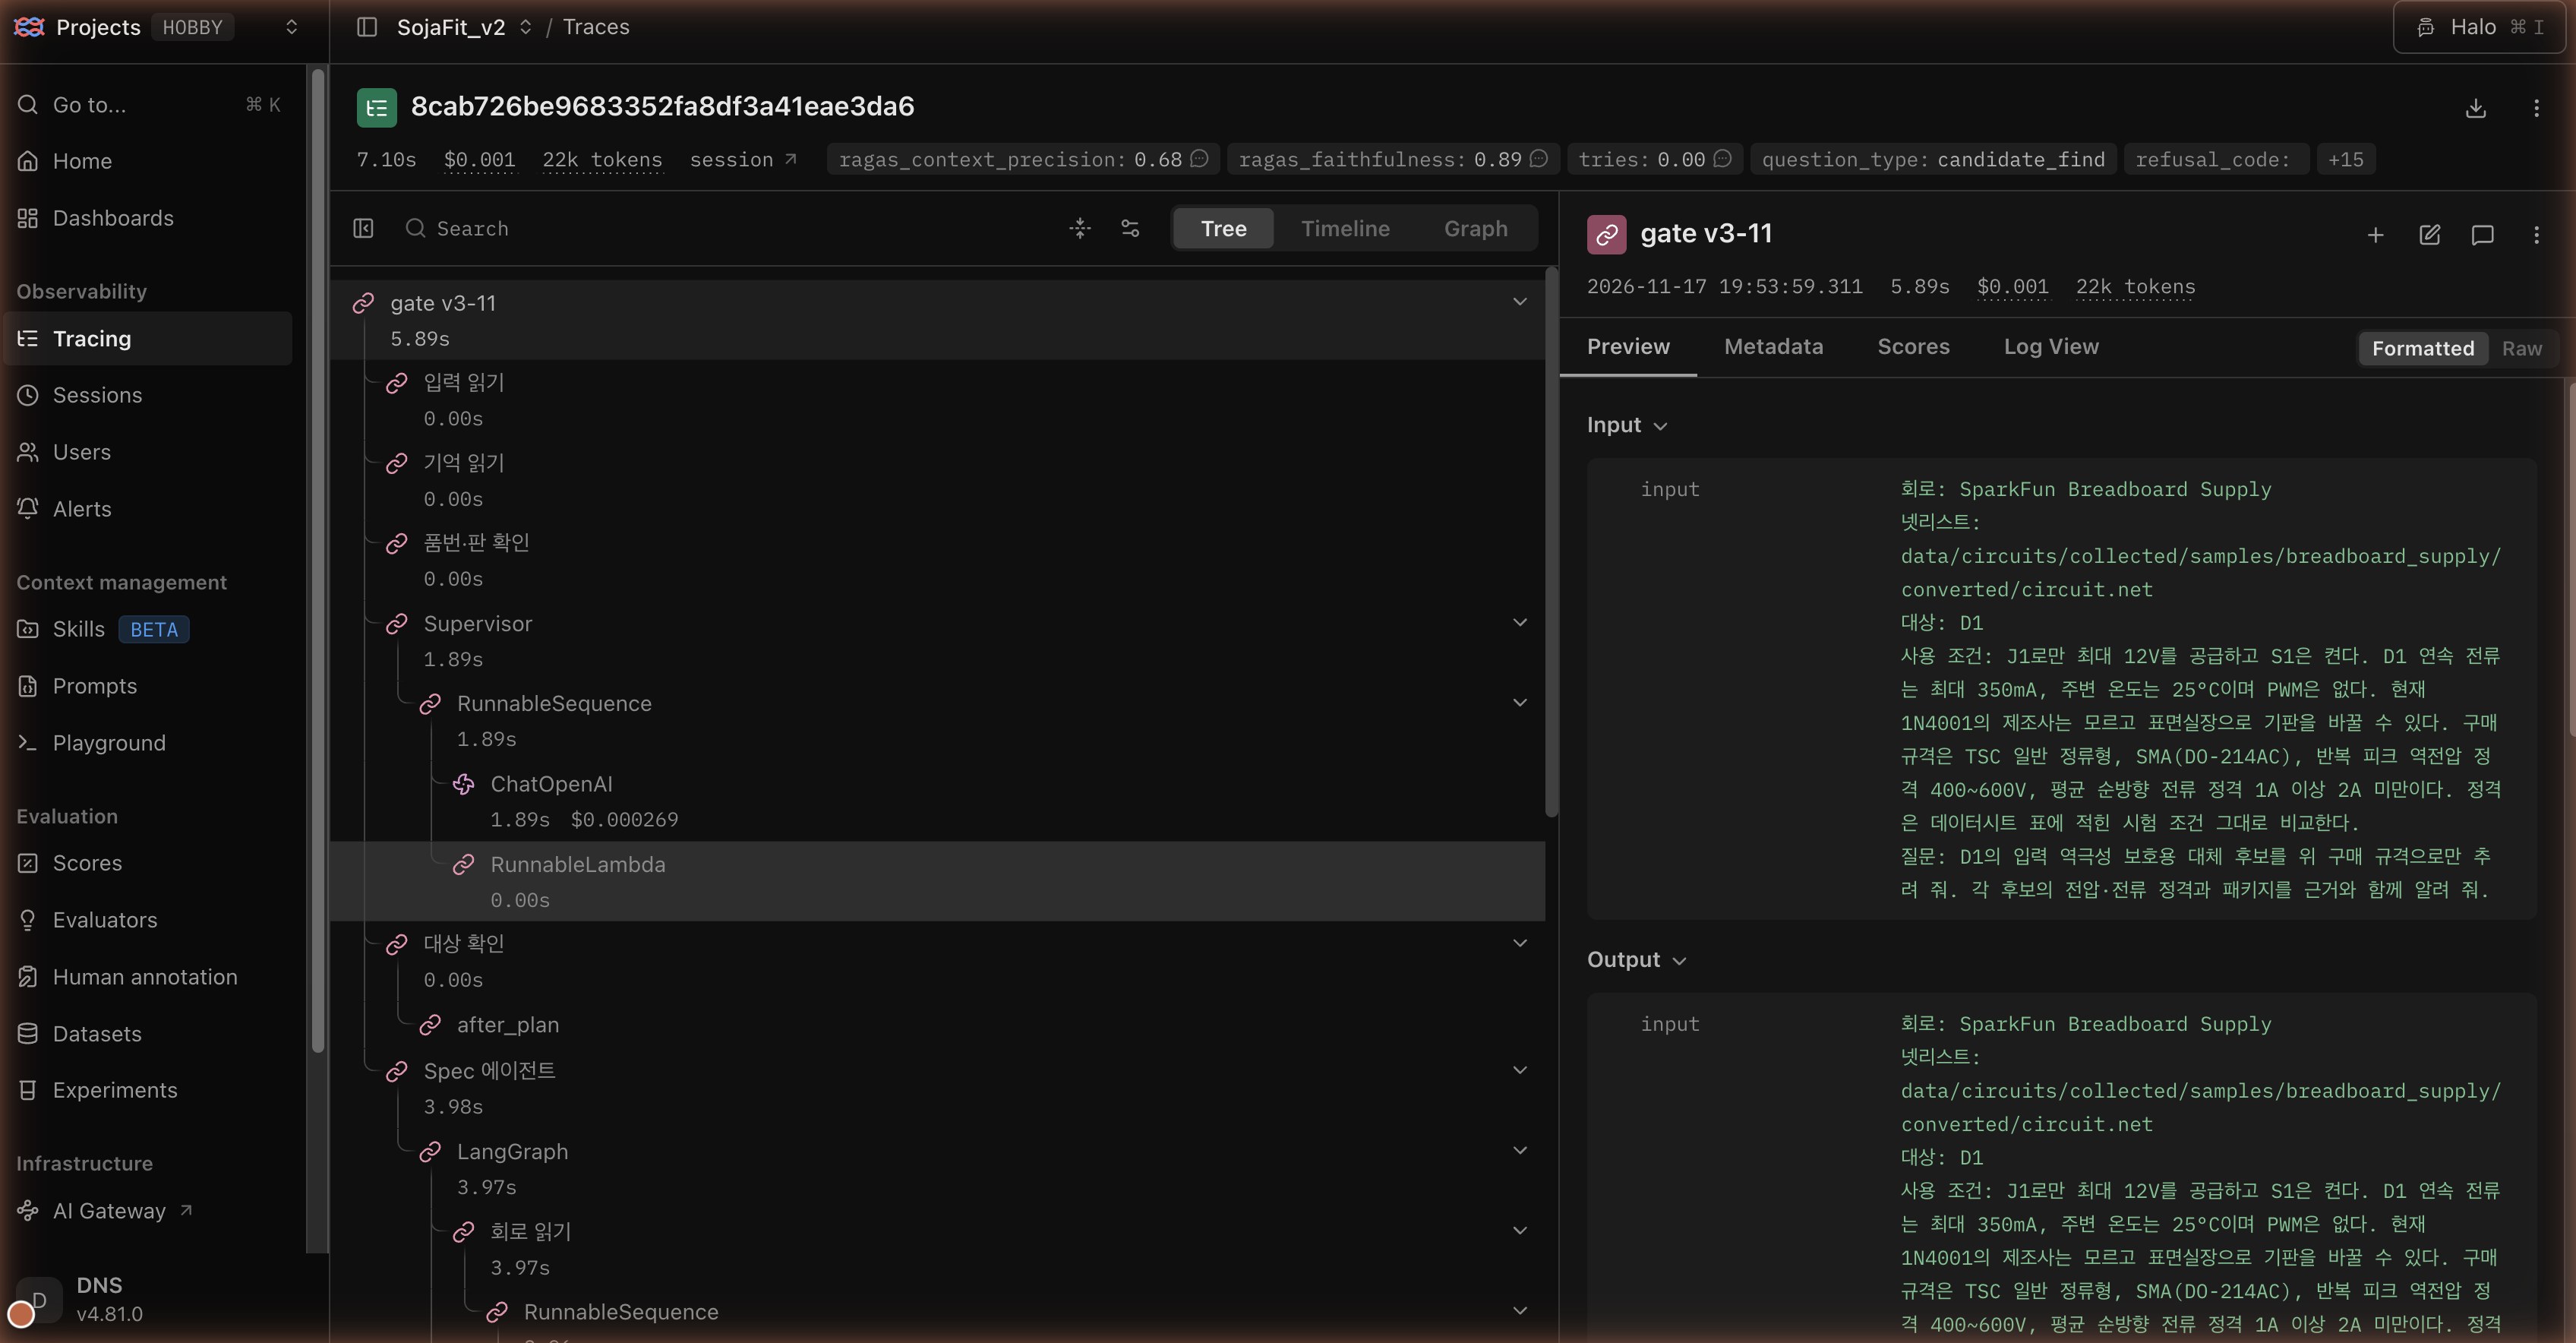 Projects HOBBY
SojaFit_v2 / Traces
Halo ⌘ I
Go to... ⌘ K
Home
Dashboards
Observability
Tracing
Sessions
Users
Alerts
Context management
Skills BETA
Prompts
Playground
Evaluation
Scores
Evaluators
Human annotation
Datasets
Experiments
Infrastructure
AI Gateway
D
DNS
v4.81.0
8cab726be9683352fa8df3a41eae3da6
7.10s $0.001 22k tokens session ragas_context_precision: 0.68 ragas_faithfulness: 0.89 tries: 0.00 question_type: candidate_find refusal_code: +15
Search
Tree Timeline Graph
gate v3-11
5.89s
입력 읽기
0.00s
기억 읽기
0.00s
품번·판 확인
0.00s
Supervisor
1.89s
RunnableSequence
1.89s
ChatOpenAI
1.89s $0.000269
RunnableLambda
0.00s
대상 확인
0.00s
after_plan
Spec 에이전트
3.98s
LangGraph
3.97s
회로 읽기
3.97s
RunnableSequence
gate v3-11
2026-11-17 19:53:59.311 5.89s $0.001 22k tokens
Preview Metadata Scores Log View
Formatted Raw
Input
input
회로: SparkFun Breadboard Supply
넷리스트:
data/circuits/collected/samples/breadboard_supply/
converted/circuit.net
대상: D1
사용 조건: J1로만 최대 12V를 공급하고 S1은 켠다. D1 연속 전류
는 최대 350mA, 주변 온도는 25°C이며 PWM은 없다. 현재
1N4001의 제조사는 모르고 표면실장으로 기판을 바꿀 수 있다. 구매
규격은 TSC 일반 정류형, SMA(DO-214AC), 반복 피크 역전압 정
격 400~600V, 평균 순방향 전류 정격 1A 이상 2A 미만이다. 정격
은 데이터시트 표에 적힌 시험 조건 그대로 비교한다.
질문: D1의 입력 역극성 보호용 대체 후보를 위 구매 규격으로만 추
려 줘. 각 후보의 전압·전류 정격과 패키지를 근거와 함께 알려 줘.
Output
input
회로: SparkFun Breadboard Supply
넷리스트:
data/circuits/collected/samples/breadboard_supply/
converted/circuit.net
대상: D1
사용 조건: J1로만 최대 12V를 공급하고 S1은 켠다. D1 연속 전류
는 최대 350mA, 주변 온도는 25°C이며 PWM은 없다. 현재
1N4001의 제조사는 모르고 표면실장으로 기판을 바꿀 수 있다. 구매
규격은 TSC 일반 정류형, SMA(DO-214AC), 반복 피크 역전압 정
격 400~600V, 평균 순방향 전류 정격 1A 이상 2A 미만이다. 정격